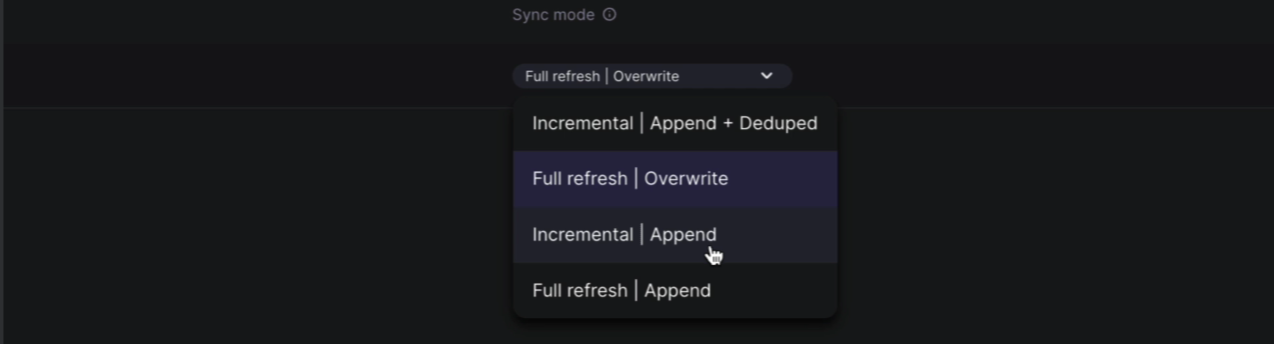 Sync mode
Full refresh | Overwrite
Incremental | Append + Deduped
Full refresh | Overwrite
Incremental | Append
Full refresh | Append